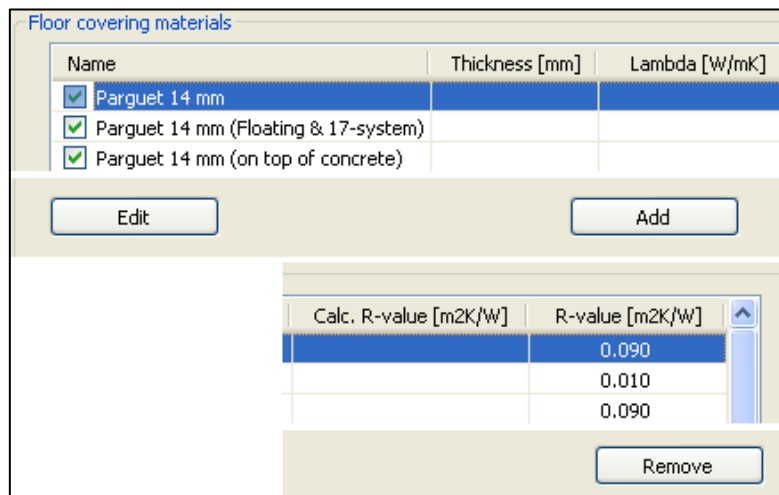 Floor covering materials
Name Thickness [mm] Lambda [W/mK]
Parguet 14 mm
Parguet 14 mm (Floating & 17-system)
Parguet 14 mm (on top of concrete)
Edit Add
Calc. R-value [m2K/W] R-value [m2K/W]
0.090
0.010
0.090
Remove